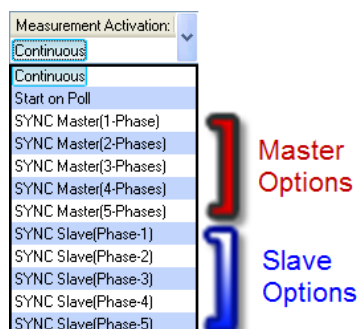 Measurement Activation:
Continuous
Continuous
Start on Poll
SYNC Master(1-Phase)
SYNC Master(2-Phases)
SYNC Master(3-Phases)
SYNC Master(4-Phases)
SYNC Master(5-Phases)
SYNC Slave(Phase-1)
SYNC Slave(Phase-2)
SYNC Slave(Phase-3)
SYNC Slave(Phase-4)
SYNC Slave(Phase-5)
Master
Options
Slave
Options